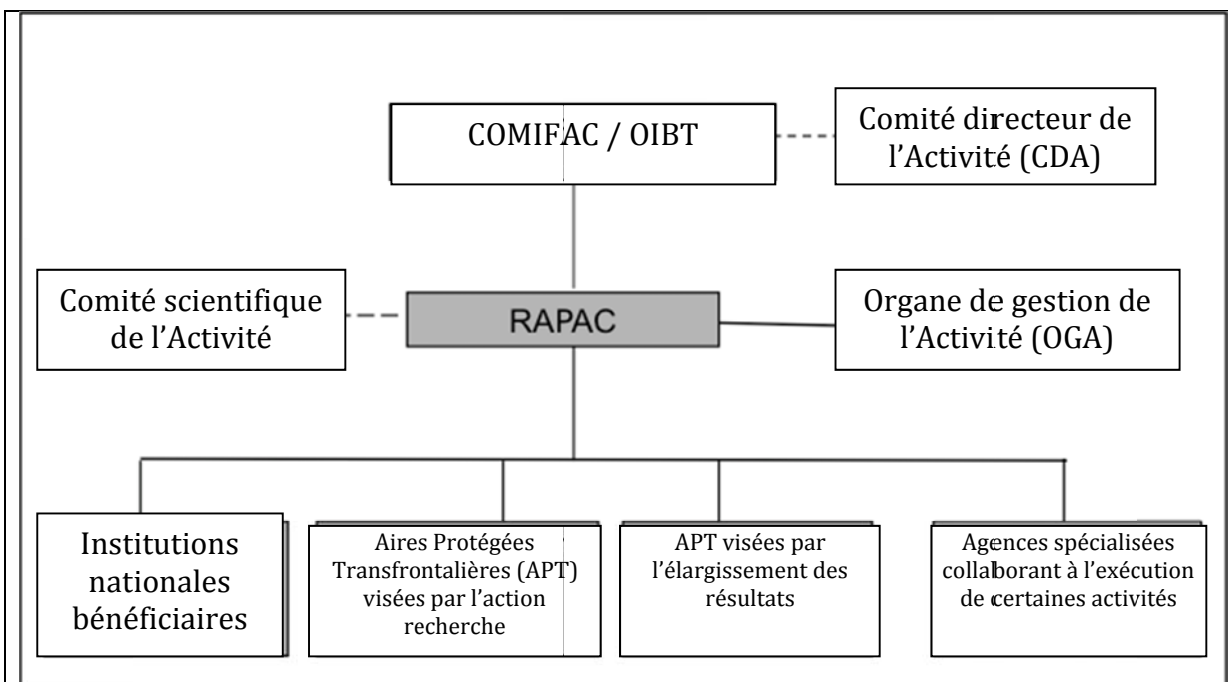 COMIFAC / OIBT
Comité directeur de
l'Activité (CDA)
Comité scientifique
de l'Activité
RAPAC
Organe de gestion de
l'Activité (OGA)
Institutions
nationales
bénéficiaires
Aires Protégées
Transfrontalières (APT)
visées par l'action
recherche
APT visées par
l'élargissement des
résultats
Agences spécialisées
collaborant à l'exécution
de certaines activités